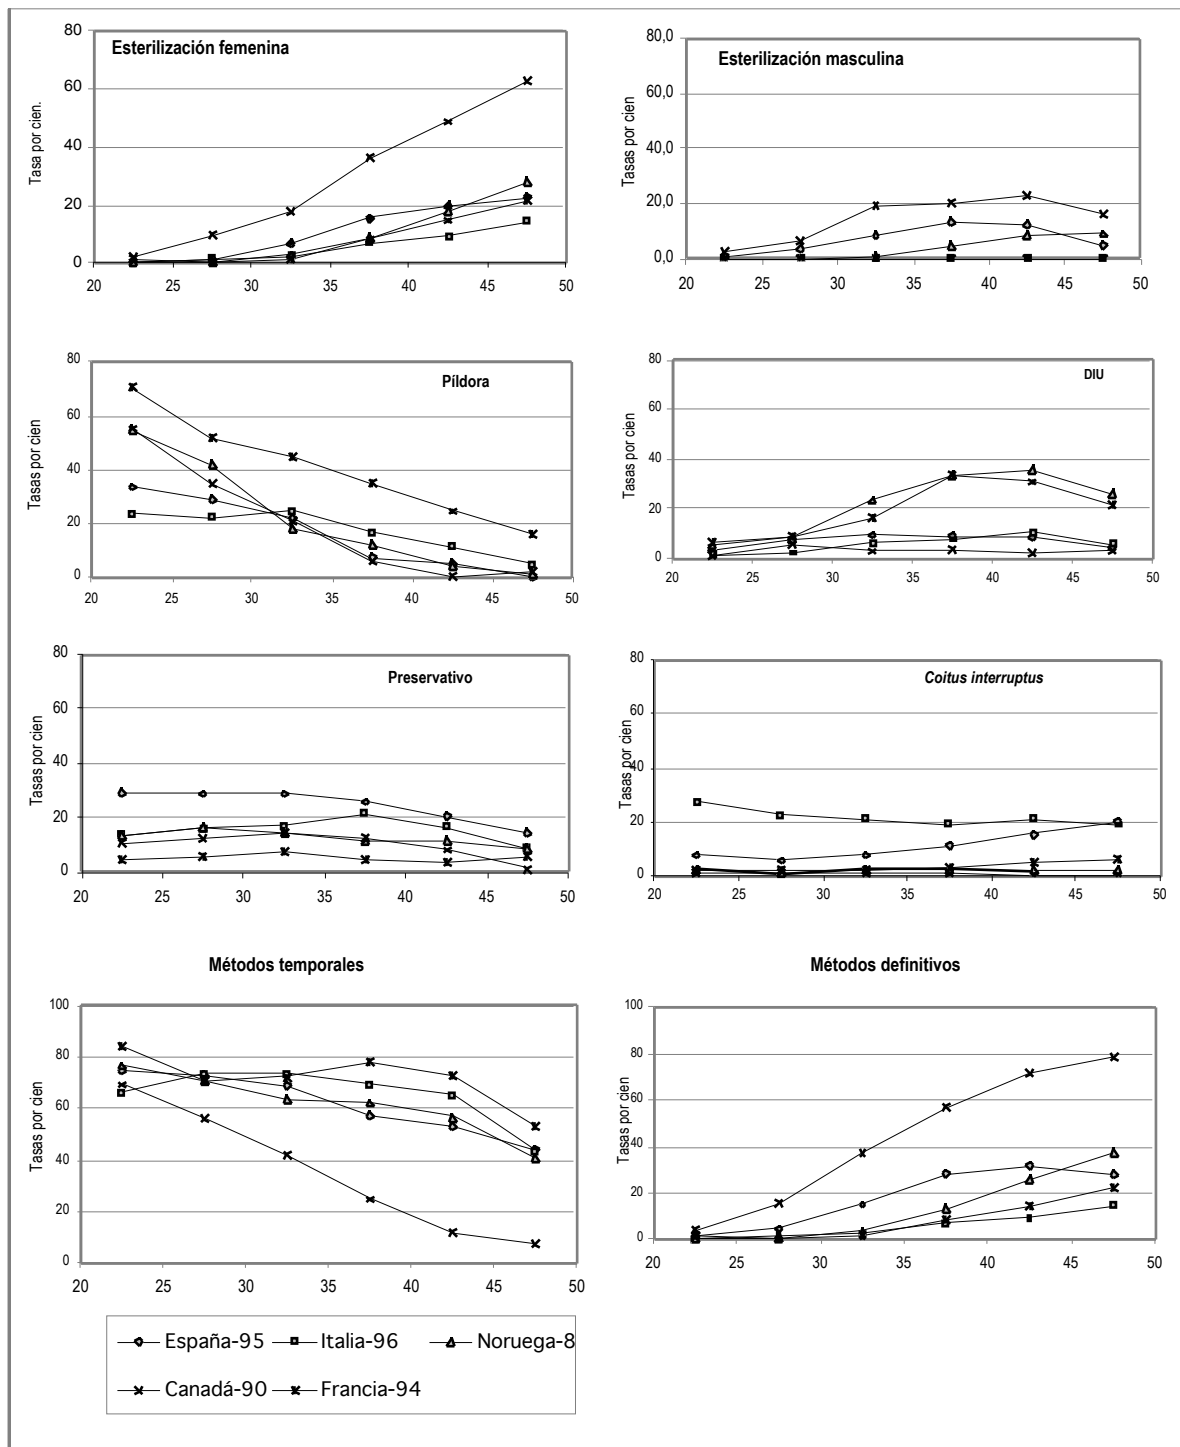 Esterilización femenina
Tasa por cien.
80
60
40
20
0
20 25 30 35 40 45 50
Esterilización masculina
Tasas por cien
80,0
60,0
40,0
20,0
0,0
20 25 30 35 40 45 50
Píldora
Tasas por cien
80
60
40
20
0
20 25 30 35 40 45 50
DIU
Tasas por cien
80
60
40
20
0
20 25 30 35 40 45 50
Preservativo
Tasas por cien
80
60
40
20
0
20 25 30 35 40 45 50
Coitus interruptus
Tasas por cien
80
60
40
20
0
20 25 30 35 40 45 50
Métodos temporales
Tasas por cien
100
80
60
40
20
0
20 25 30 35 40 45 50
Métodos definitivos
Tasas por cien
100
80
60
40
20
0
20 25 30 35 40 45 50
España-95 Italia-96 Noruega-8
Canadá-90 Francia-94